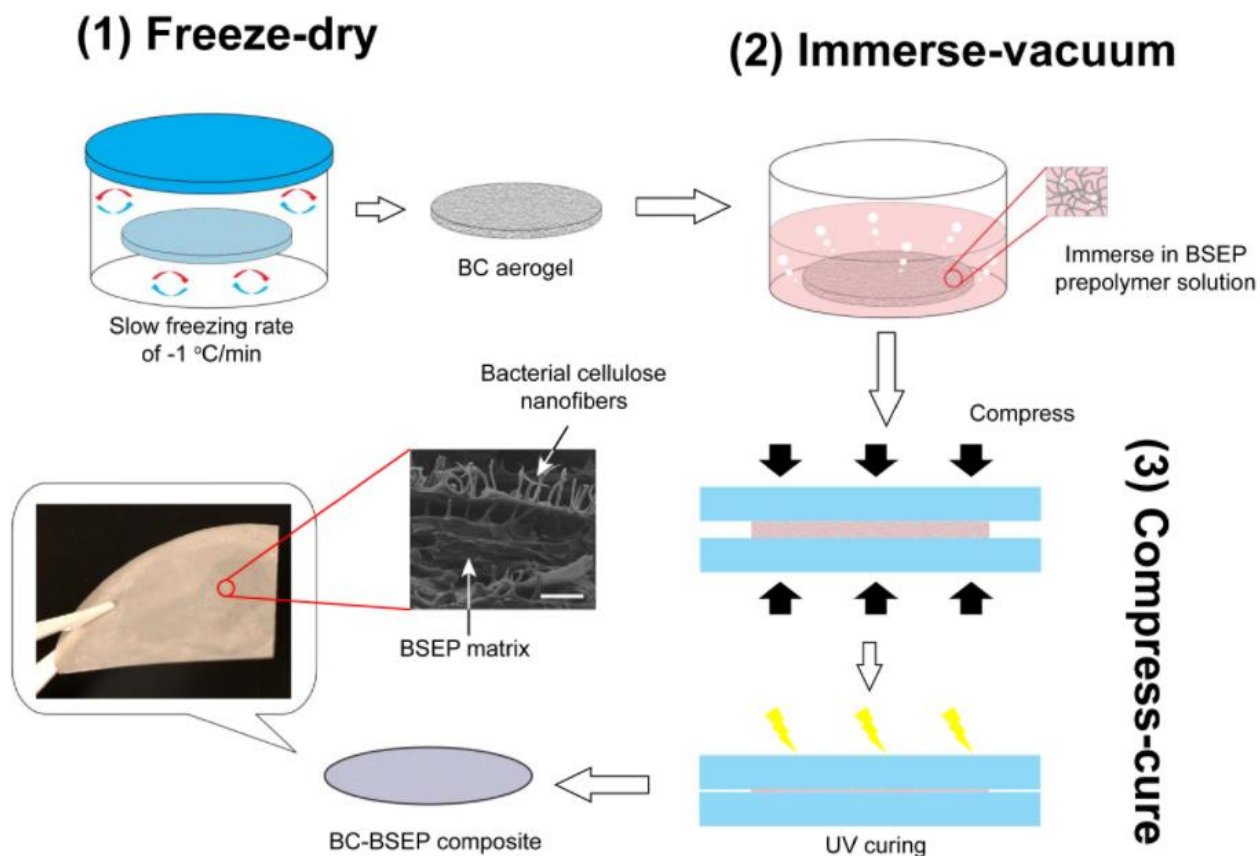 (1) Freeze-dry
(2) Immerse-vacuum
Slow freezing rate
of -1 °C/min
BC aerogel
Immerse in BSEP
prepolymer solution
Compress
(3) Compress-cure
UV curing
Bacterial cellulose
nanofibers
BSEP matrix
BC-BSEP composite